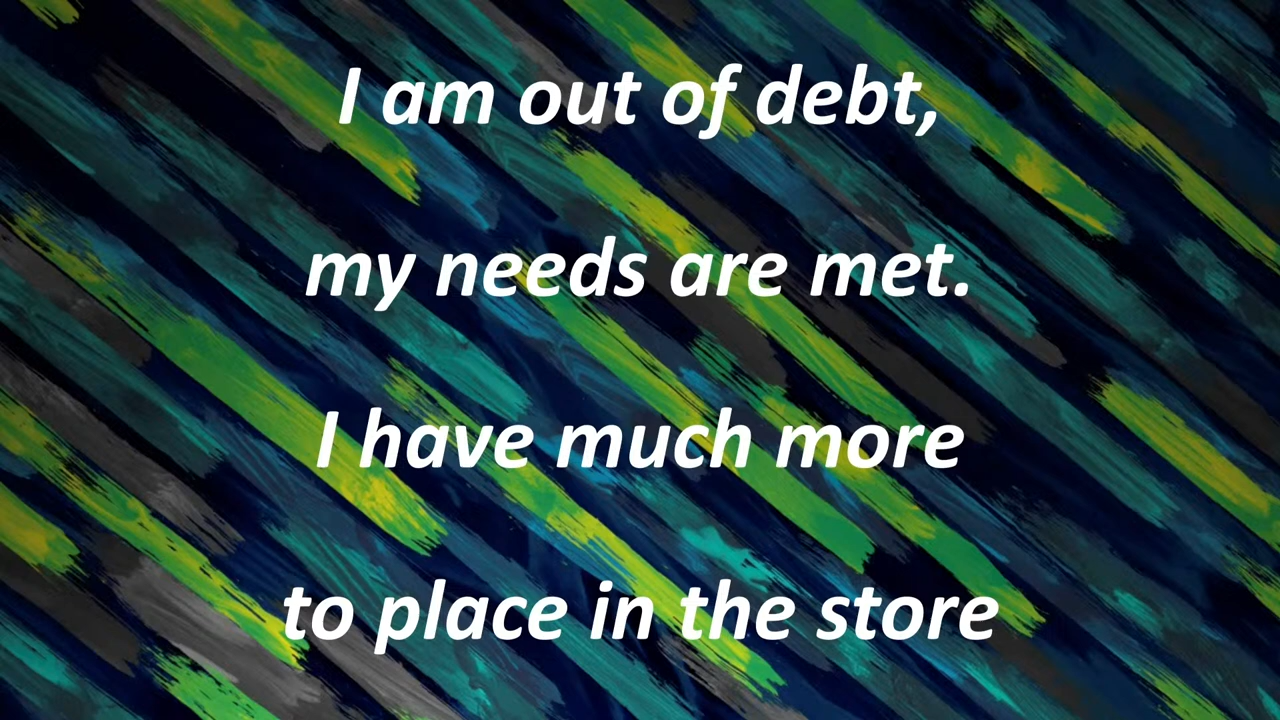 I am out of debt,
my needs are met.
I have much more
to place in the store